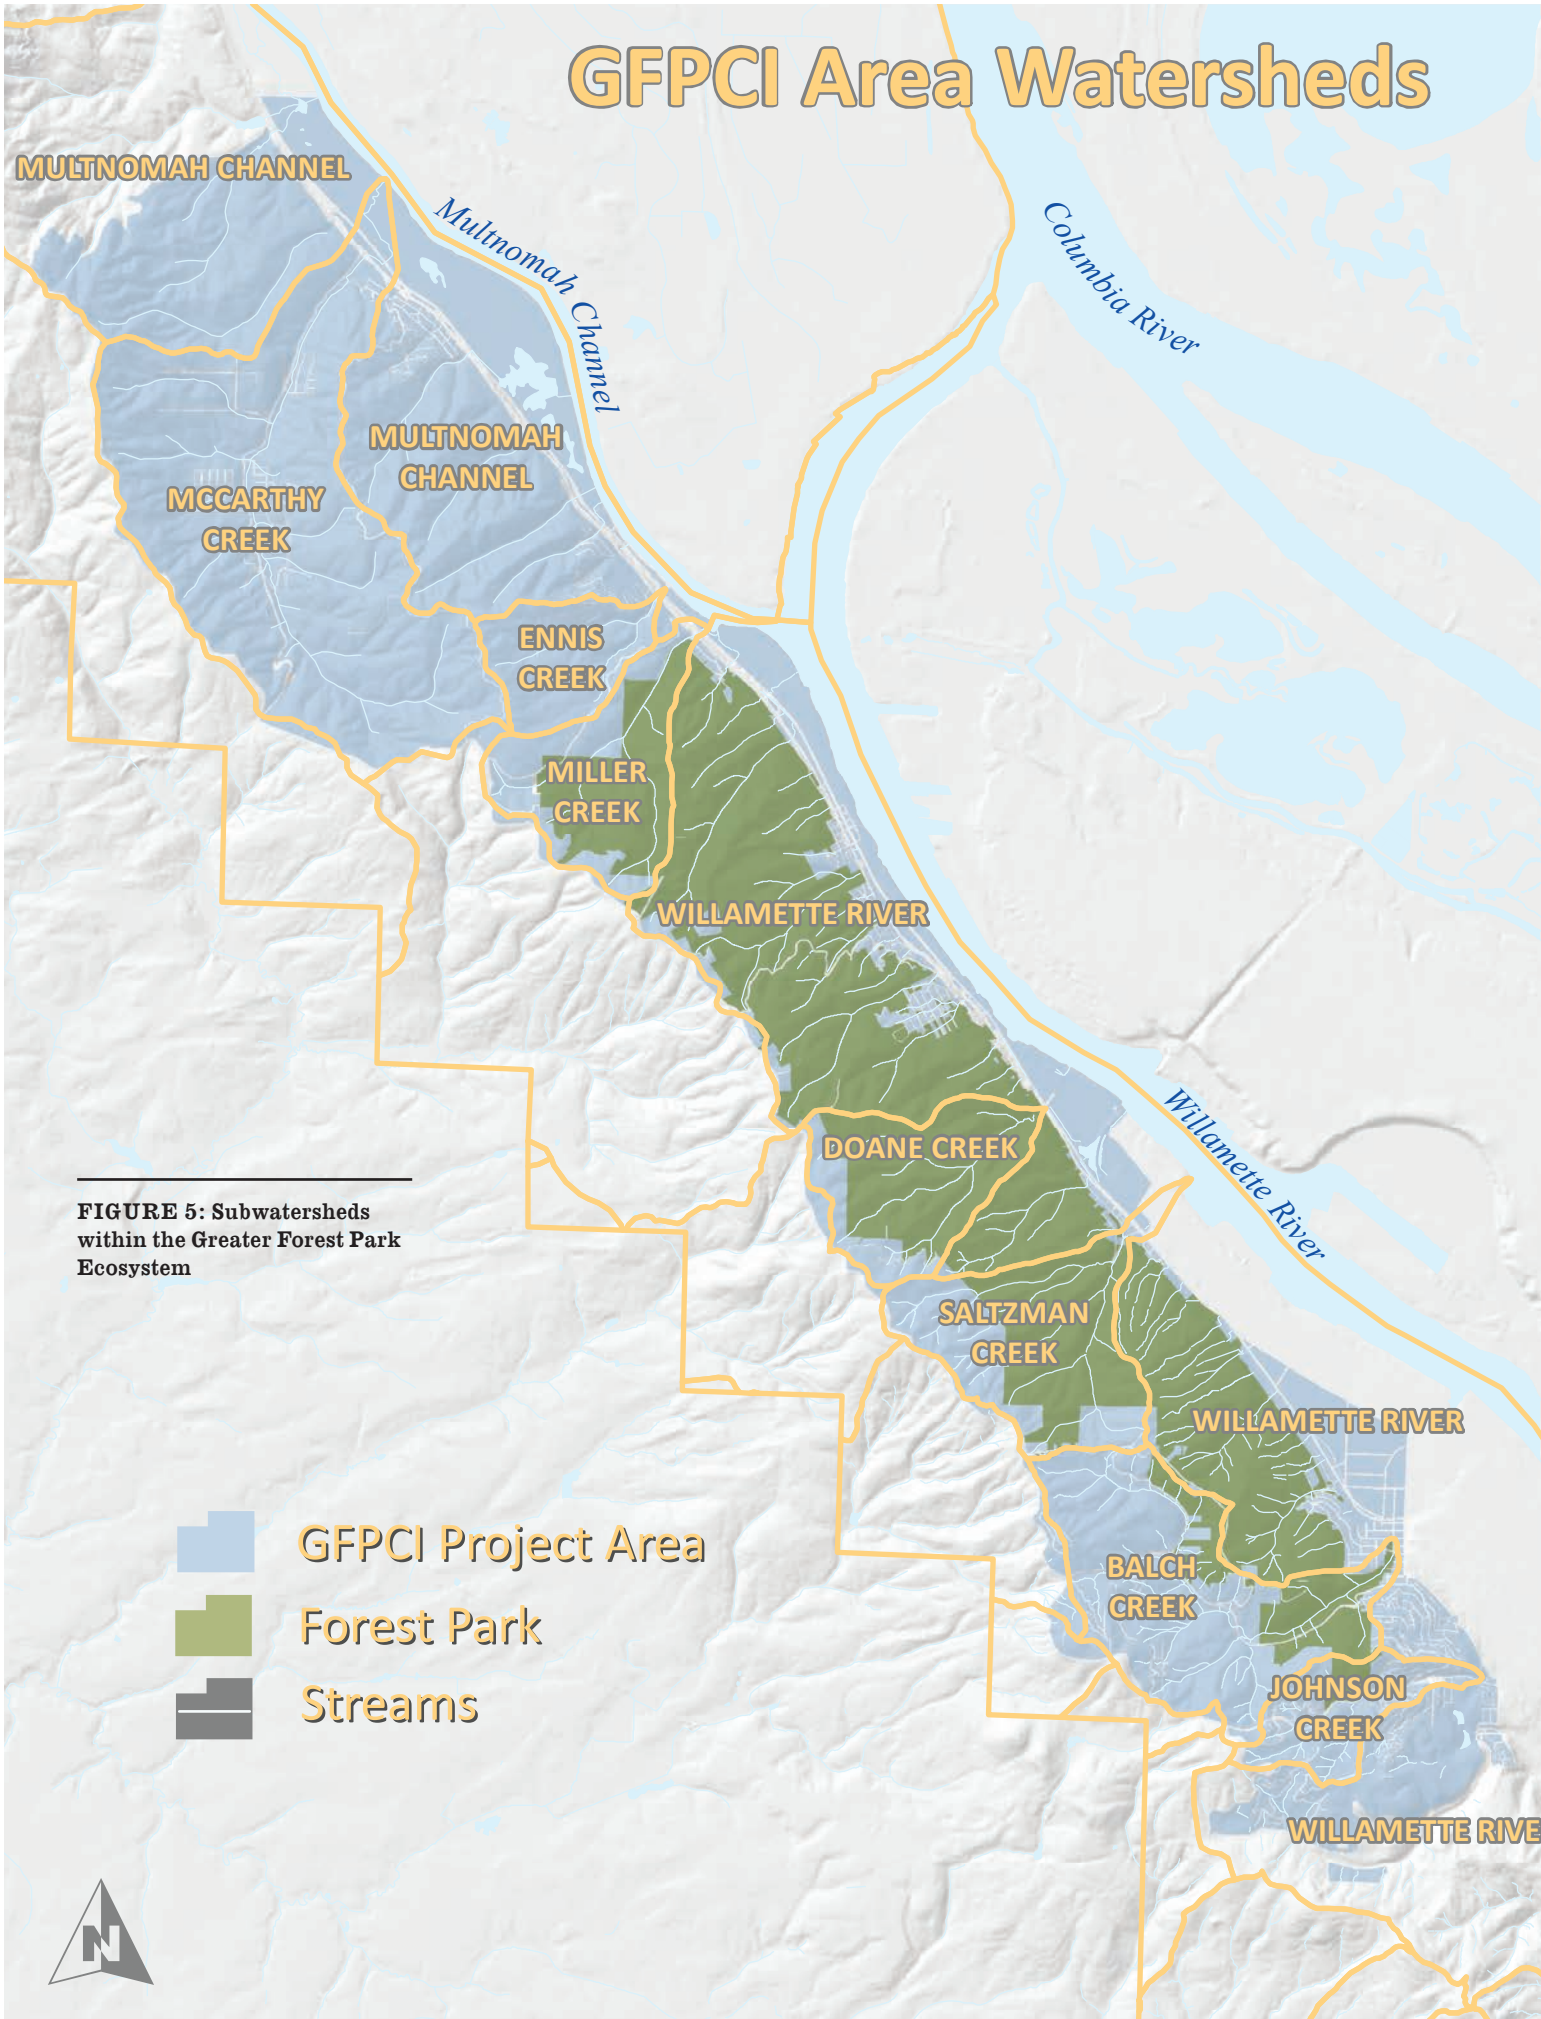 GFPCI Area Watersheds
MULTNOMAH CHANNEL
Multnomah Channel
Columbia River
MULTNOMAH
CHANNEL
MCCARTHY
CREEK
ENNIS
CREEK
MILLER
CREEK
WILLAMETTE RIVER
DOANE CREEK
Willamette River
FIGURE 5: Subwatersheds
within the Greater Forest Park
Ecosystem
SALTZMAN
CREEK
WILLAMETTE RIVER
GFPCI Project Area
Forest Park
Streams
BALCH
CREEK
JOHNSON
CREEK
WILLAMETTE RIVE
N